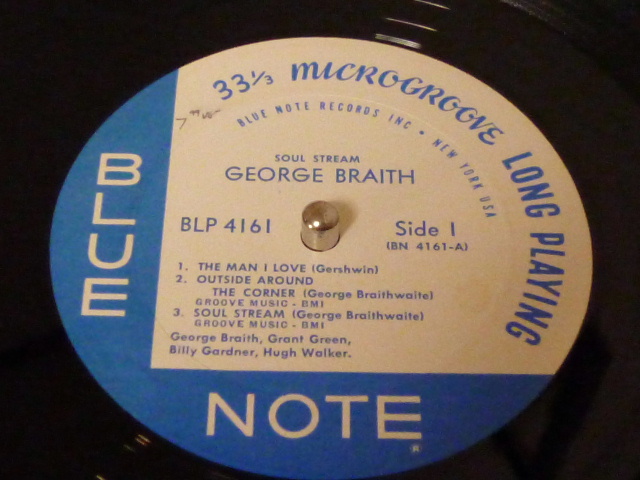 33⅓ MICROGROOVE LONG PLAYING
BLUE NOTE RECORDS INC • NEW YORK USA
SOUL STREAM
GEORGE BRAITH
BLP 4161
Side 1
(BN 4161-A)
1. THE MAN I LOVE (Gershwin)
2. OUTSIDE AROUND
THE CORNER (George Braithwaite)
GROOVE MUSIC - BMI
3. SOUL STREAM (George Braithwaite)
GROOVE MUSIC - BMI
George Braith, Grant Green,
Billy Gardner, Hugh Walker.
BLUE
NOTE ®